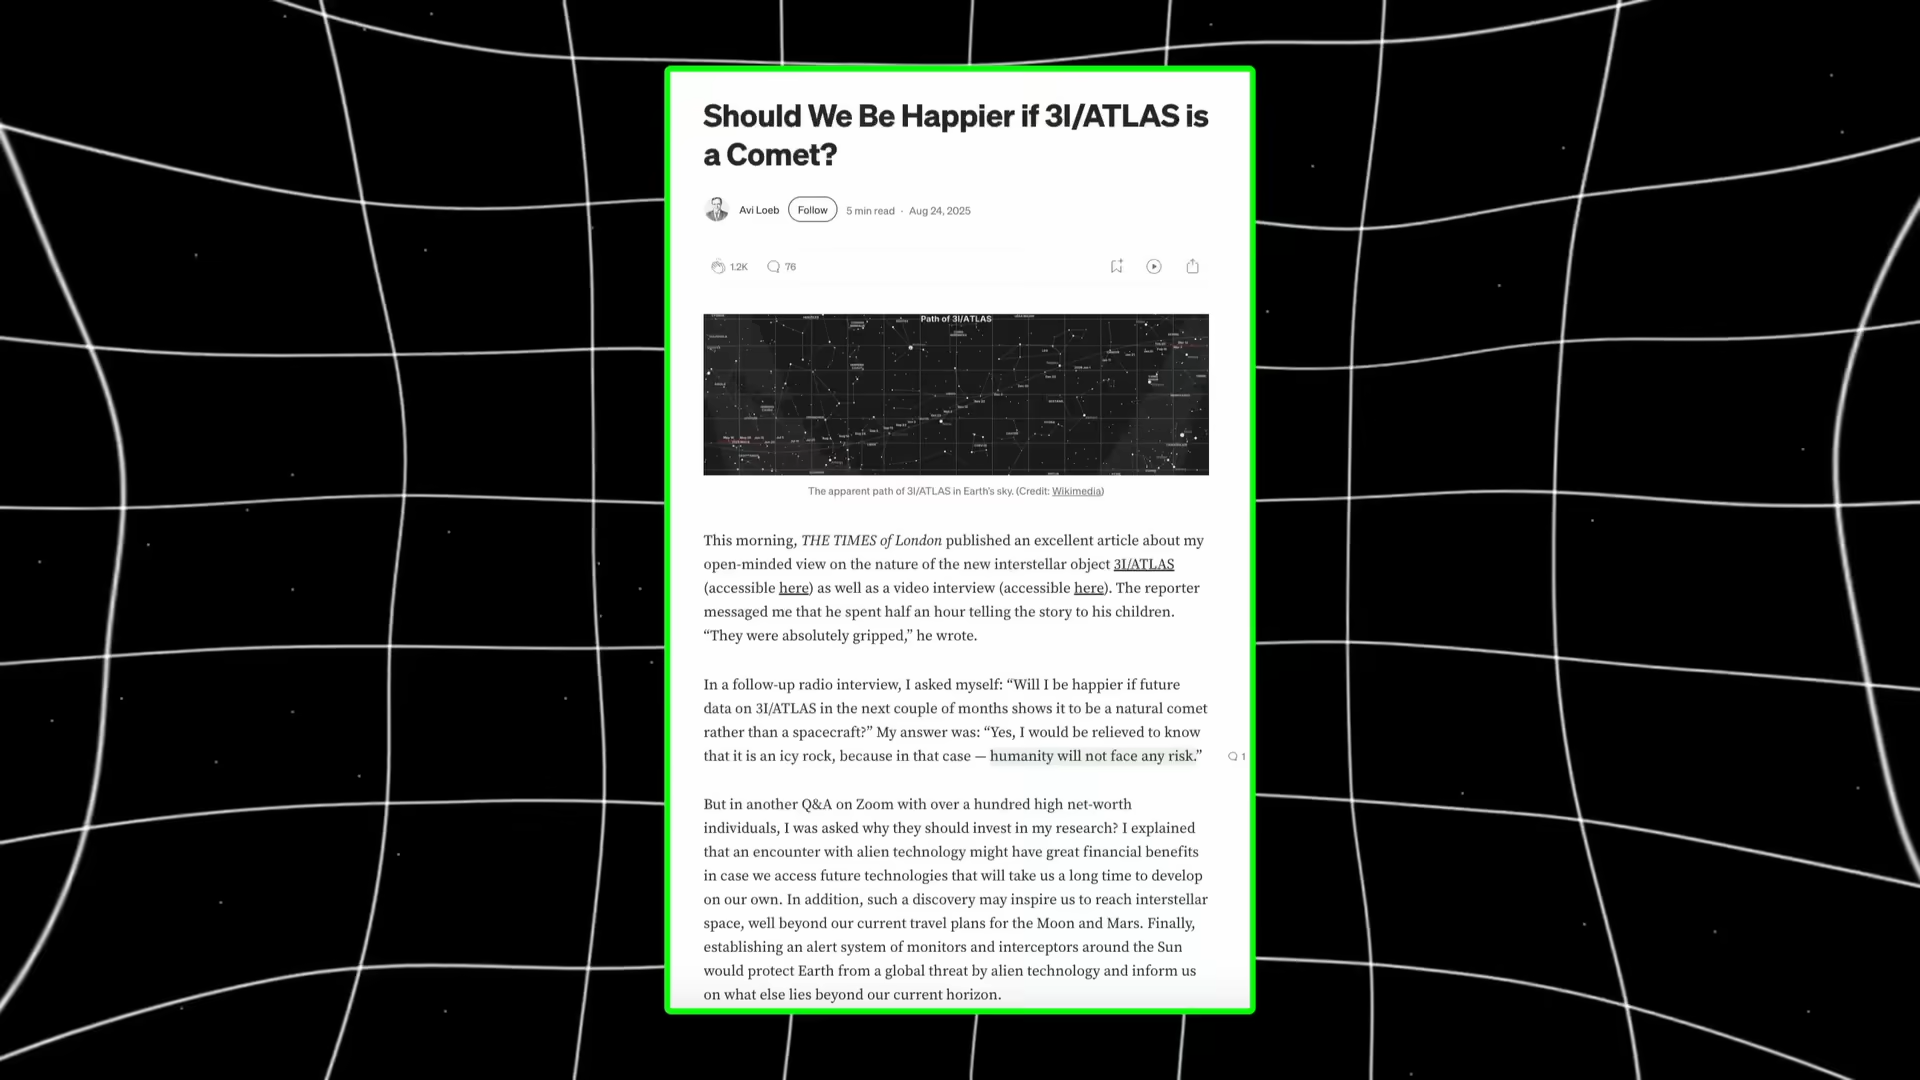 Should We Be Happier if 3I/ATLAS is
a Comet?
Avi Loeb Follow 5 min read · Aug 24, 2025
1.2K 76
Path of 3I/ATLAS
The apparent path of 3I/ATLAS in Earth's sky. (Credit: Wikimedia)
This morning, THE TIMES of London published an excellent article about my
open-minded view on the nature of the new interstellar object 3I/ATLAS
(accessible here) as well as a video interview (accessible here). The reporter
messaged me that he spent half an hour telling the story to his children.
“They were absolutely gripped,” he wrote.
In a follow-up radio interview, I asked myself: “Will I be happier if future
data on 3I/ATLAS in the next couple of months shows it to be a natural comet
rather than a spacecraft?” My answer was: “Yes, I would be relieved to know
that it is an icy rock, because in that case — humanity will not face any risk.”
1
But in another Q&A on Zoom with over a hundred high net-worth
individuals, I was asked why they should invest in my research? I explained
that an encounter with alien technology might have great financial benefits
in case we access future technologies that will take us a long time to develop
on our own. In addition, such a discovery may inspire us to reach interstellar
space, well beyond our current travel plans for the Moon and Mars. Finally,
establishing an alert system of monitors and interceptors around the Sun
would protect Earth from a global threat by alien technology and inform us
on what else lies beyond our current horizon.